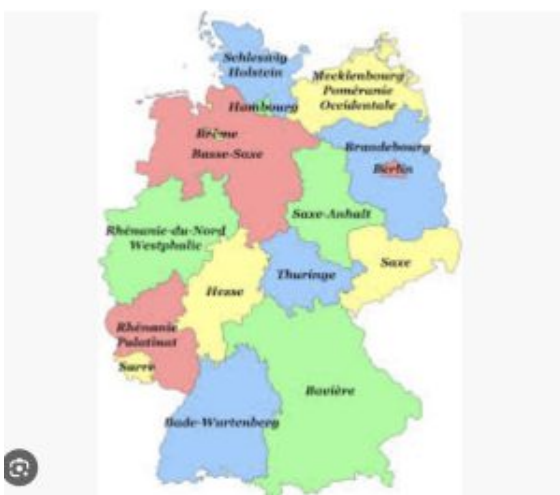 Schleswig
Holstein
Mecklenbourg
Poméranie
Occidentale
Hambourg
Brême
Basse-Saxe
Brandebourg
Berlin
Saxe-Anhalt
Rhénanie-du-Nord
Westphalie
Saxe
Thuringe
Hesse
Rhénanie
Palatinat
Sarre
Bavière
Bade-Wurtenberg